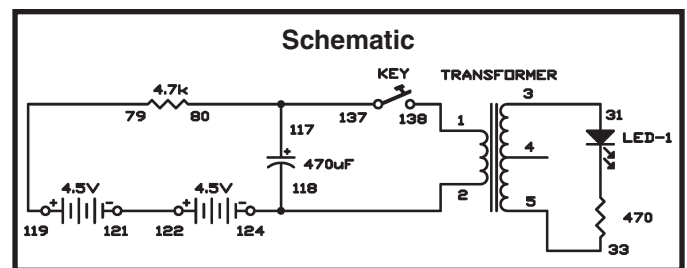 Schematic
KEY TRANSFORMER
4.7k
3
79 80 137 138 1 31
117
+ 4 LED-1
470uF
118
4.5V 4.5V 2 5 470
+ - + -
119 121 122 124 33